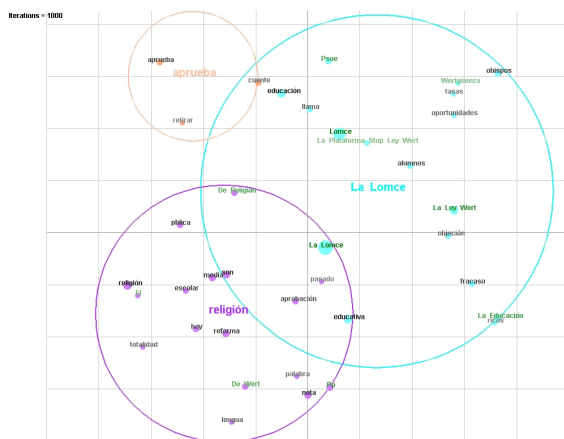 Iterations = 1000
Psoe
aprueba
aprueba
obispos
cuente
Wertgüenza
educación
tasas
llama
oportunidades
retirar
Lomce
La Plataforma Stop Ley Wert
alumnos
La Lomce
De Religión
La Ley Wert
pblica
objeción
La Lomce
son
media
pasado
religión
fracaso
escolar
El
aprobación
religión
educativa
La Educación
ricos
hoy
reforma
totalidad
palabra
De Wert
Pp
nota
lengua